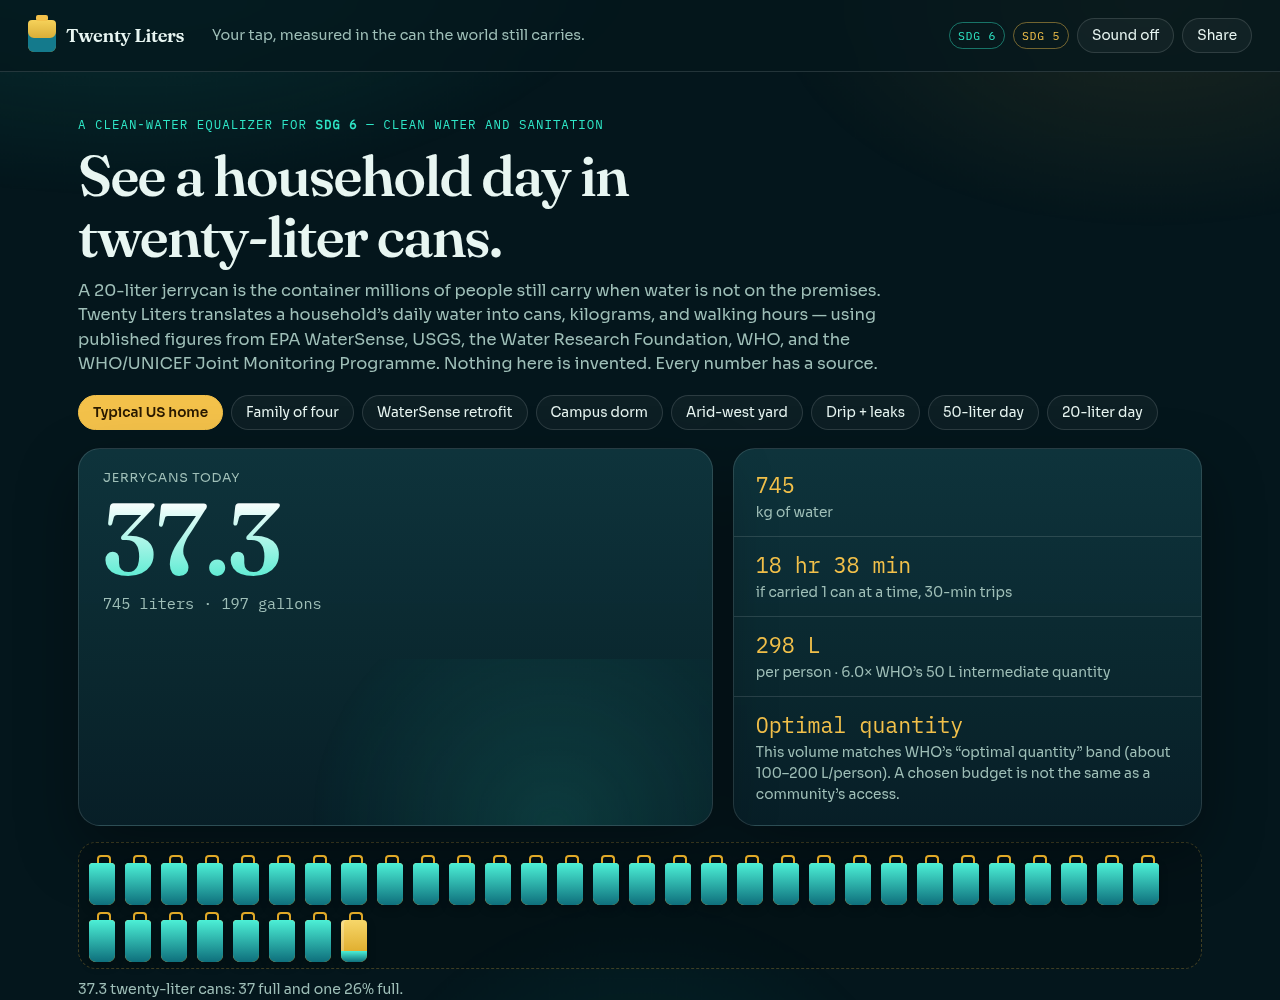 Twenty Liters
Your tap, measured in the can the world still carries.
SDG 6
SDG 5
Sound off
Share
A CLEAN-WATER EQUALIZER FOR SDG 6 — CLEAN WATER AND SANITATION
See a household day in
twenty-liter cans.
A 20-liter jerrycan is the container millions of people still carry when water is not on the premises.
Twenty Liters translates a household’s daily water into cans, kilograms, and walking hours — using
published figures from EPA WaterSense, USGS, the Water Research Foundation, WHO, and the
WHO/UNICEF Joint Monitoring Programme. Nothing here is invented. Every number has a source.
Typical US home
Family of four
WaterSense retrofit
Campus dorm
Arid-west yard
Drip + leaks
50-liter day
20-liter day
JERRYCANS TODAY
37.3
745 liters · 197 gallons
745
kg of water
18 hr 38 min
if carried 1 can at a time, 30-min trips
298 L
per person · 6.0× WHO’s 50 L intermediate quantity
Optimal quantity
This volume matches WHO’s “optimal quantity” band (about
100–200 L/person). A chosen budget is not the same as a
community’s access.
37.3 twenty-liter cans: 37 full and one 26% full.